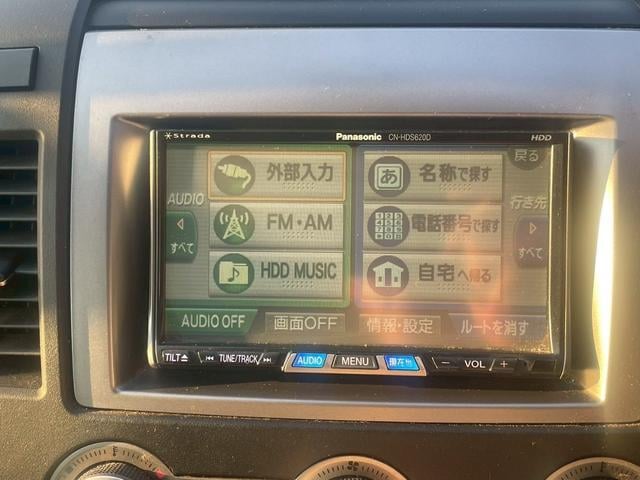 Strada Panasonic CN-HDS620D HDD
戻る
AUDIO
すべて
外部入力
FM・AM
HDD MUSIC
あ 名称で探す
電話番号で探す
自宅へ帰る
行き先
すべて
AUDIO OFF 画面OFF 情報・設定 ルートを消す
TILT TUNE/TRACK AUDIO MENU 現在地 − VOL +